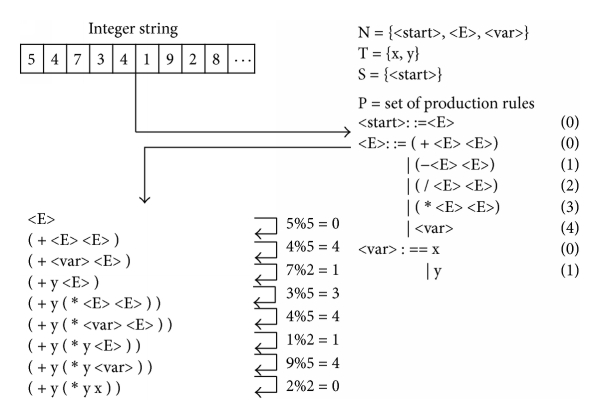 Integer string
5 4 7 3 4 1 9 2 8 ...
N = {<start>, <E>, <var>}
T = {x, y}
S = {<start>}
P = set of production rules
<start>: :=<E> (0)
<E>: := ( + <E> <E>) (0)
| (−<E> <E>) (1)
| ( / <E> <E>) (2)
| ( * <E> <E>) (3)
| <var> (4)
<var> : == x (0)
| y (1)
<E>
5%5 = 0
( + <E> <E> )
4%5 = 4
( + <var> <E> )
7%2 = 1
( + y <E> )
3%5 = 3
( + y ( * <E> <E> ) )
4%5 = 4
( + y ( * <var> <E> ) )
1%2 = 1
( + y ( * y <E> ) )
9%5 = 4
( + y ( * y <var> ) )
2%2 = 0
( + y ( * y x ) )